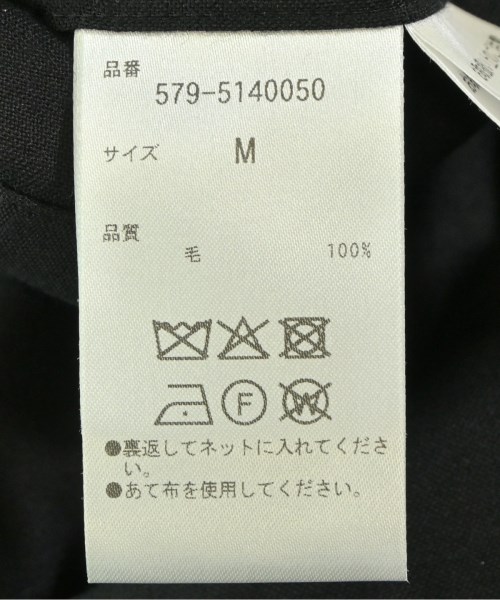 品番
579-5140050
サイズ M
品質
毛 100%
F W
●裏返してネットに入れてくださ
い。
●あて布を使用してください。